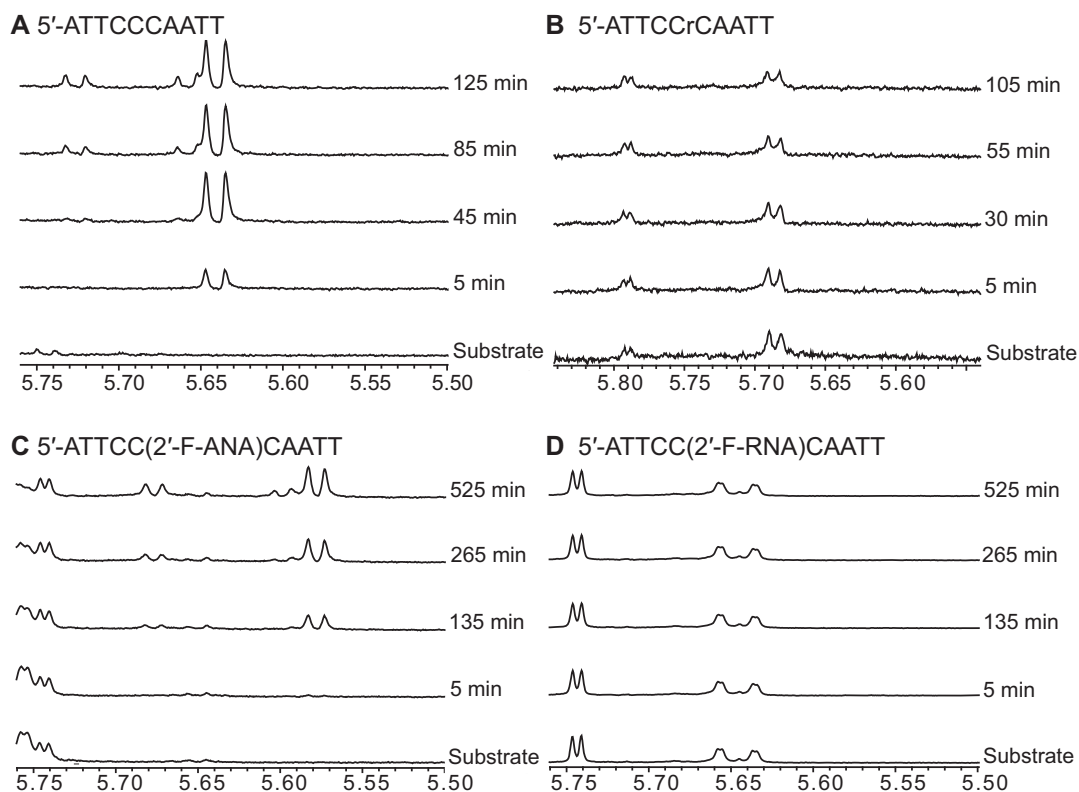 A 5′-ATTCCCAATT
125 min
85 min
45 min
5 min
Substrate
5.75 5.70 5.65 5.60 5.55 5.50
B 5′-ATTCCrCAATT
105 min
55 min
30 min
5 min
Substrate
5.80 5.75 5.70 5.65 5.60
C 5′-ATTCC(2′-F-ANA)CAATT
525 min
265 min
135 min
5 min
Substrate
5.75 5.70 5.65 5.60 5.55 5.50
D 5′-ATTCC(2′-F-RNA)CAATT
525 min
265 min
135 min
5 min
Substrate
5.75 5.70 5.65 5.60 5.55 5.50